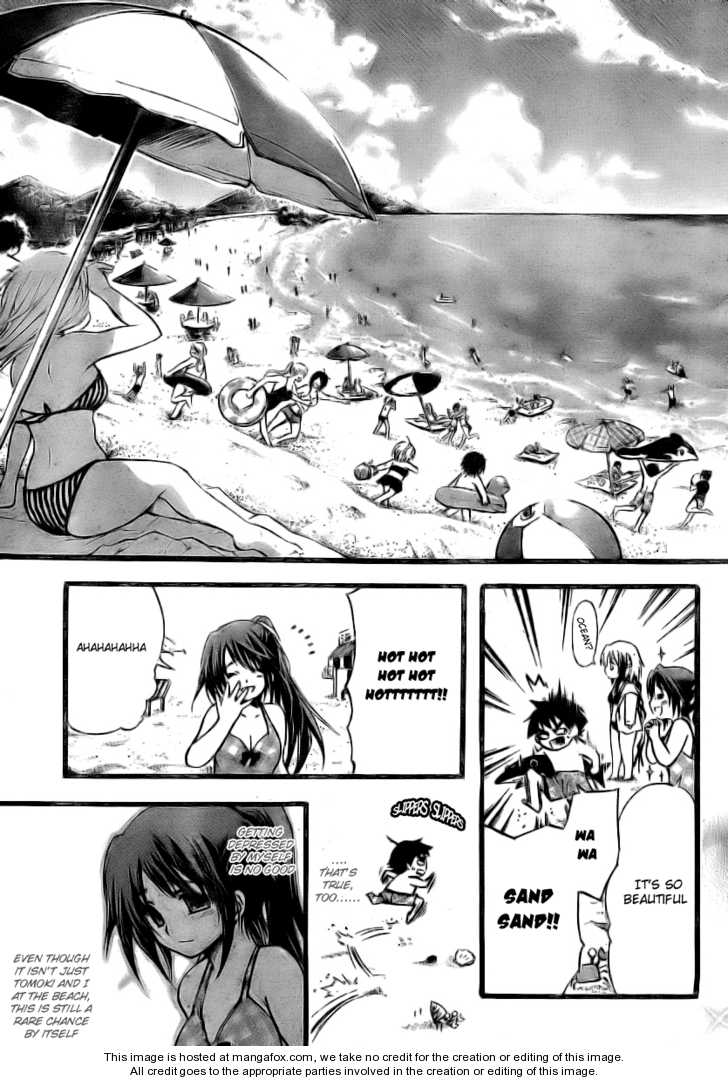 OCEAN?
WA
WA
SAND
SAND!!
IT'S SO
BEAUTIFUL
HOT HOT
HOT HOT
HOTTTTTTT!!
AHAHAHAHHA
SLIPPERS SLIPPERS
....
THAT'S
TRUE,
TOO......
GETTING
DEPRESSED
BY MYSELF
IS NO GOOD
EVEN THOUGH
IT ISN'T JUST
TOMOKI AND I
AT THE BEACH,
THIS IS STILL A
RARE CHANCE
BY ITSELF
This image is hosted at mangafox.com, we take no credit for the creation or editing of this image.
All credit goes to the appropriate parties involved in the creation or editing of this image.